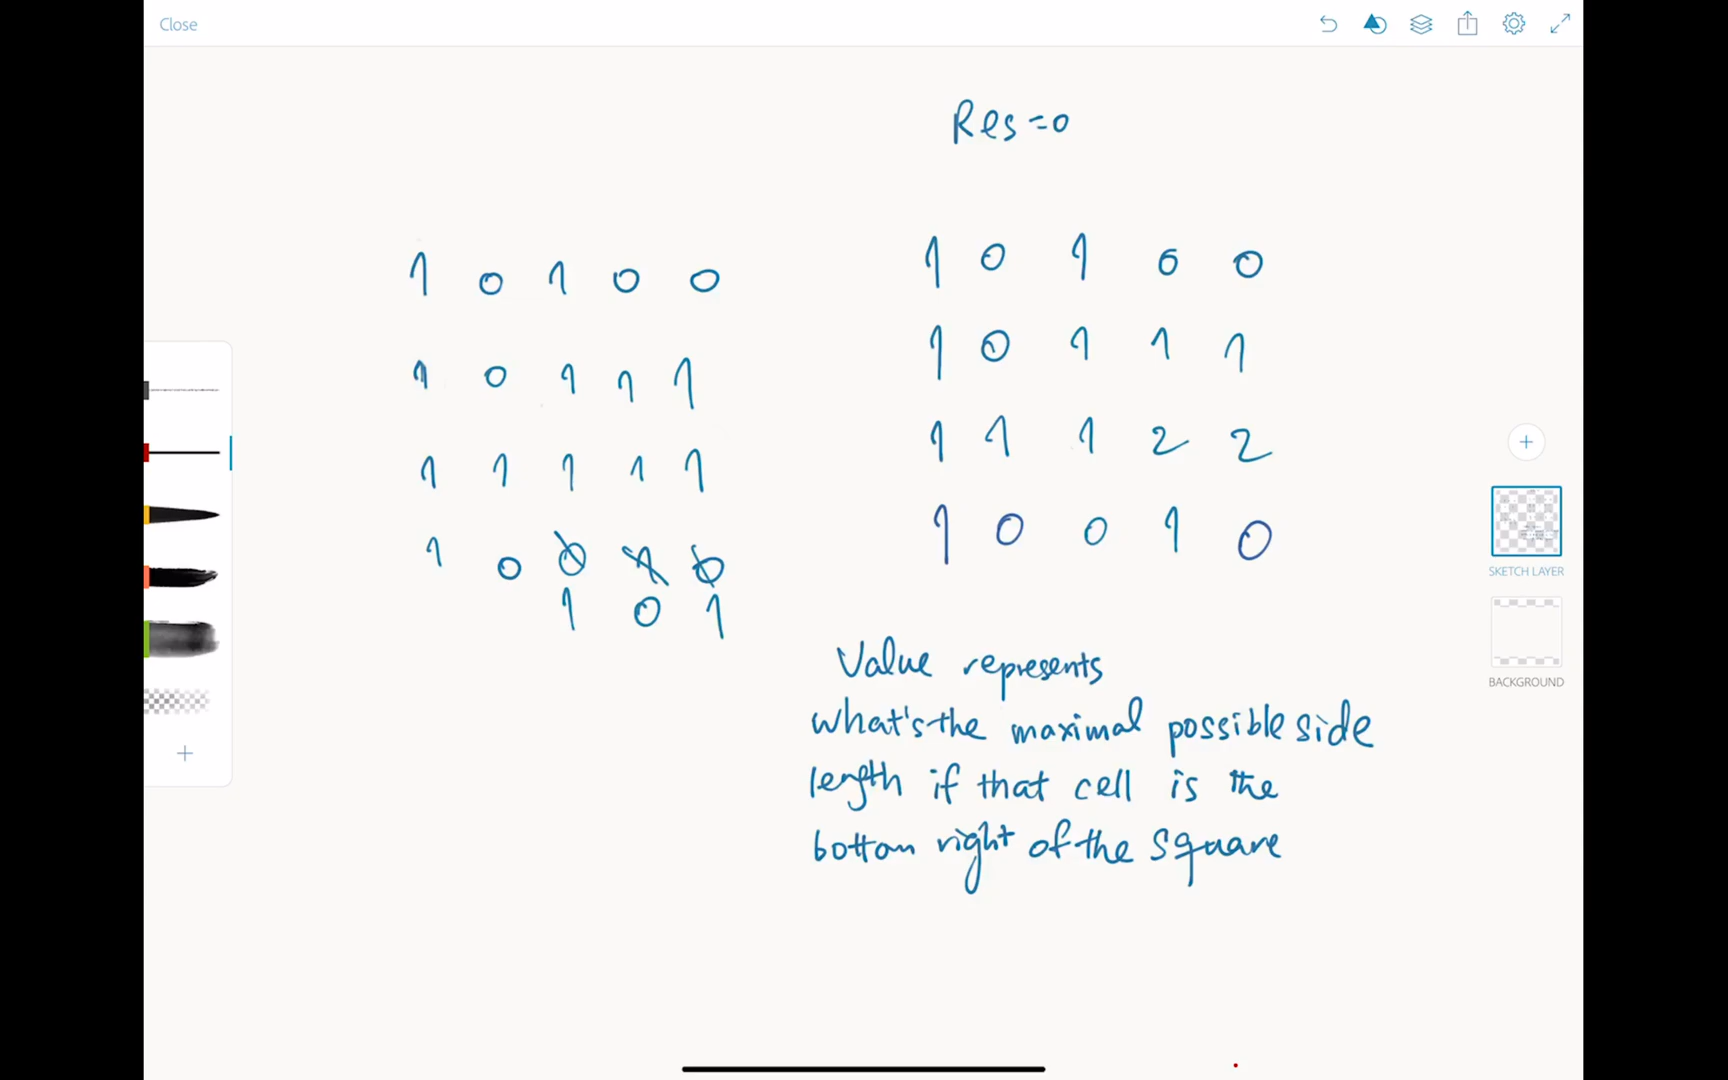 Close
Res=0
1 0 1 0 0
1 0 1 1 1
1 1 1 1 1
1 0 0 1 0
1 0 1
1 0 1 0 0
1 0 1 1 1
1 1 1 2 2
1 0 0 1 0
Value represents
what's the maximal possible side
length if that cell is the
bottom right of the square
SKETCH LAYER
BACKGROUND